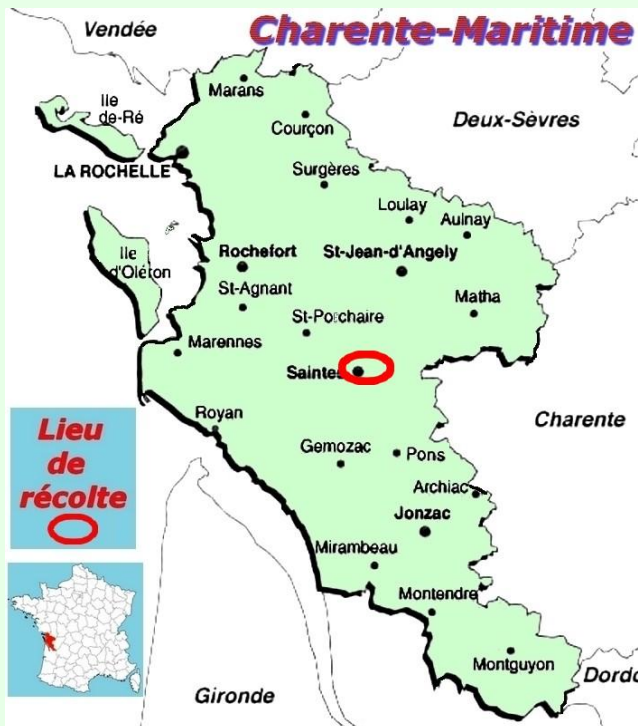 Vendée
Charente-Maritime
Marans
Ile
de-Ré
Courçon
Deux-Sèvres
LA ROCHELLE
Surgères
Loulay
Aulnay
Ile
d'Oléron
Rochefort
St-Jean-d'Angely
St-Agnant
Matha
St-Porchaire
Marennes
Saintes
Royan
Charente
Lieu
de
récolte
Gemozac
Pons
Archiac
Jonzac
Mirambeau
Montendre
Montguyon
Dordo
Gironde